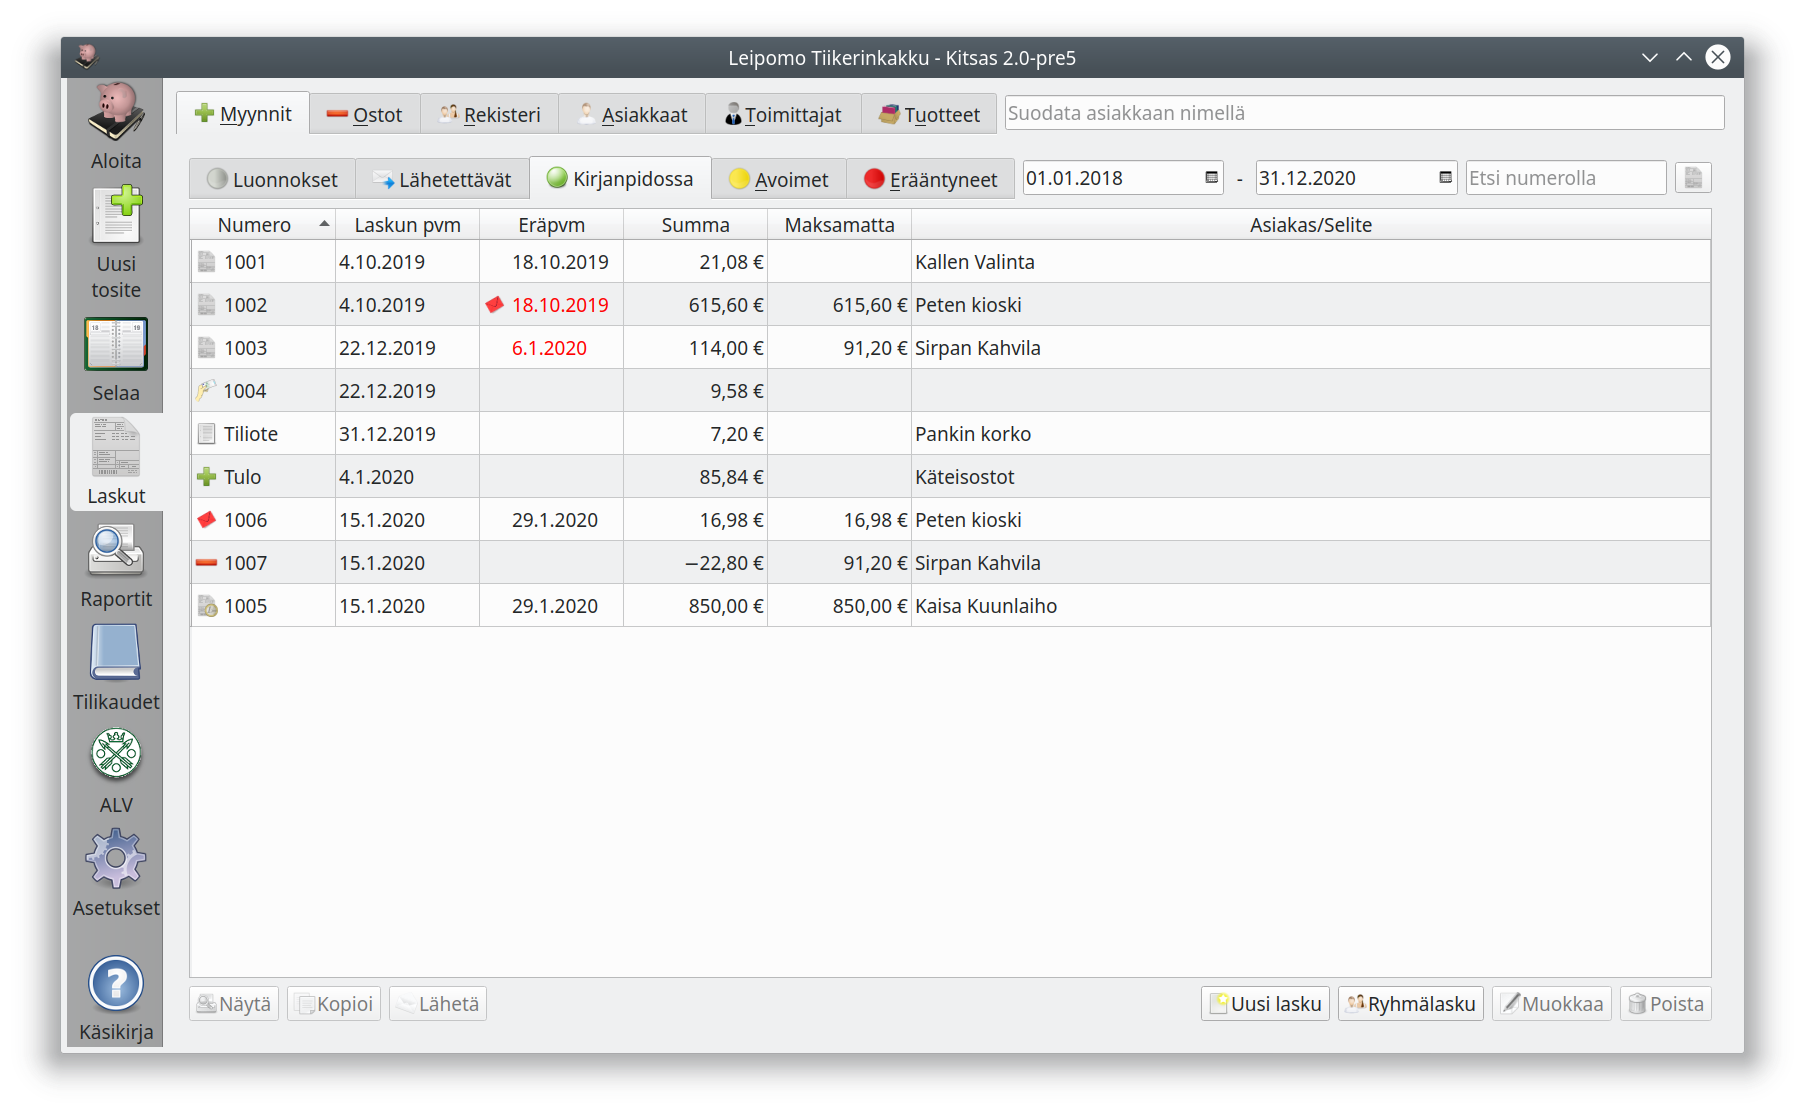 Leipomo Tiikerinkakku - Kitsas 2.0-pre5
Aloita
Uusi
tosite
Selaa
Laskut
Raportit
Tilikaudet
ALV
Asetukset
Käsikirja
Myynnit Ostot Rekisteri Asiakkaat Toimittajat Tuotteet Suodata asiakkaan nimellä
Luonnokset Lähetettävät Kirjanpidossa Avoimet Erääntyneet 01.01.2018 - 31.12.2020 Etsi numerolla
Numero Laskun pvm Eräpvm Summa Maksamatta Asiakas/Selite
1001 4.10.2019 18.10.2019 21,08 € Kallen Valinta
1002 4.10.2019 18.10.2019 615,60 € 615,60 € Peten kioski
1003 22.12.2019 6.1.2020 114,00 € 91,20 € Sirpan Kahvila
1004 22.12.2019 9,58 €
Tiliote 31.12.2019 7,20 € Pankin korko
Tulo 4.1.2020 85,84 € Käteisostot
1006 15.1.2020 29.1.2020 16,98 € 16,98 € Peten kioski
1007 15.1.2020 −22,80 € 91,20 € Sirpan Kahvila
1005 15.1.2020 29.1.2020 850,00 € 850,00 € Kaisa Kuunlaiho
Näytä Kopioi Lähetä Uusi lasku Ryhmälasku Muokkaa Poista